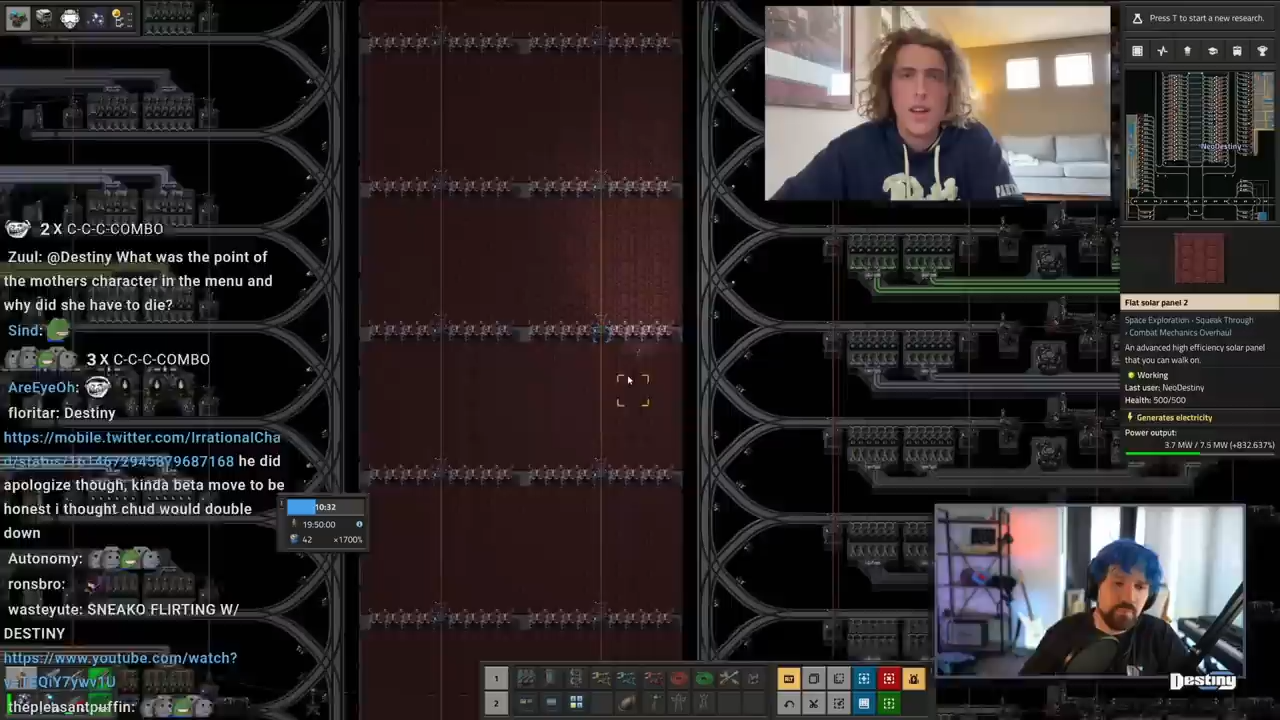 Press T to start a new research.
NeoDestiny
2 X C-C-C-COMBO
Zuul: @Destiny What was the point of
the mothers character in the menu and
why did she have to die?
Sind:
3 X C-C-C-COMBO
AreEyeOh:
floritar: Destiny
https://mobile.twitter.com/IrrationalCha
he did
apologize though, kinda beta move to be
honest i thought chud would double
down
Autonomy:
ronsbro:
wasteyute: SNEAKO FLIRTING W/
DESTINY
https://www.youtube.com/watch?
thepleasantpuffin:
10:32
19:50:00
42 ×1700%
Flat solar panel 2
Space Exploration › Squeak Through
› Combat Mechanics Overhaul
An advanced high efficiency solar panel
that you can walk on.
Working
Last user: NeoDestiny
Health: 500/500
Generates electricity
Power output:
3.7 MW / 7.5 MW (+832.637%)
1
2
Destiny